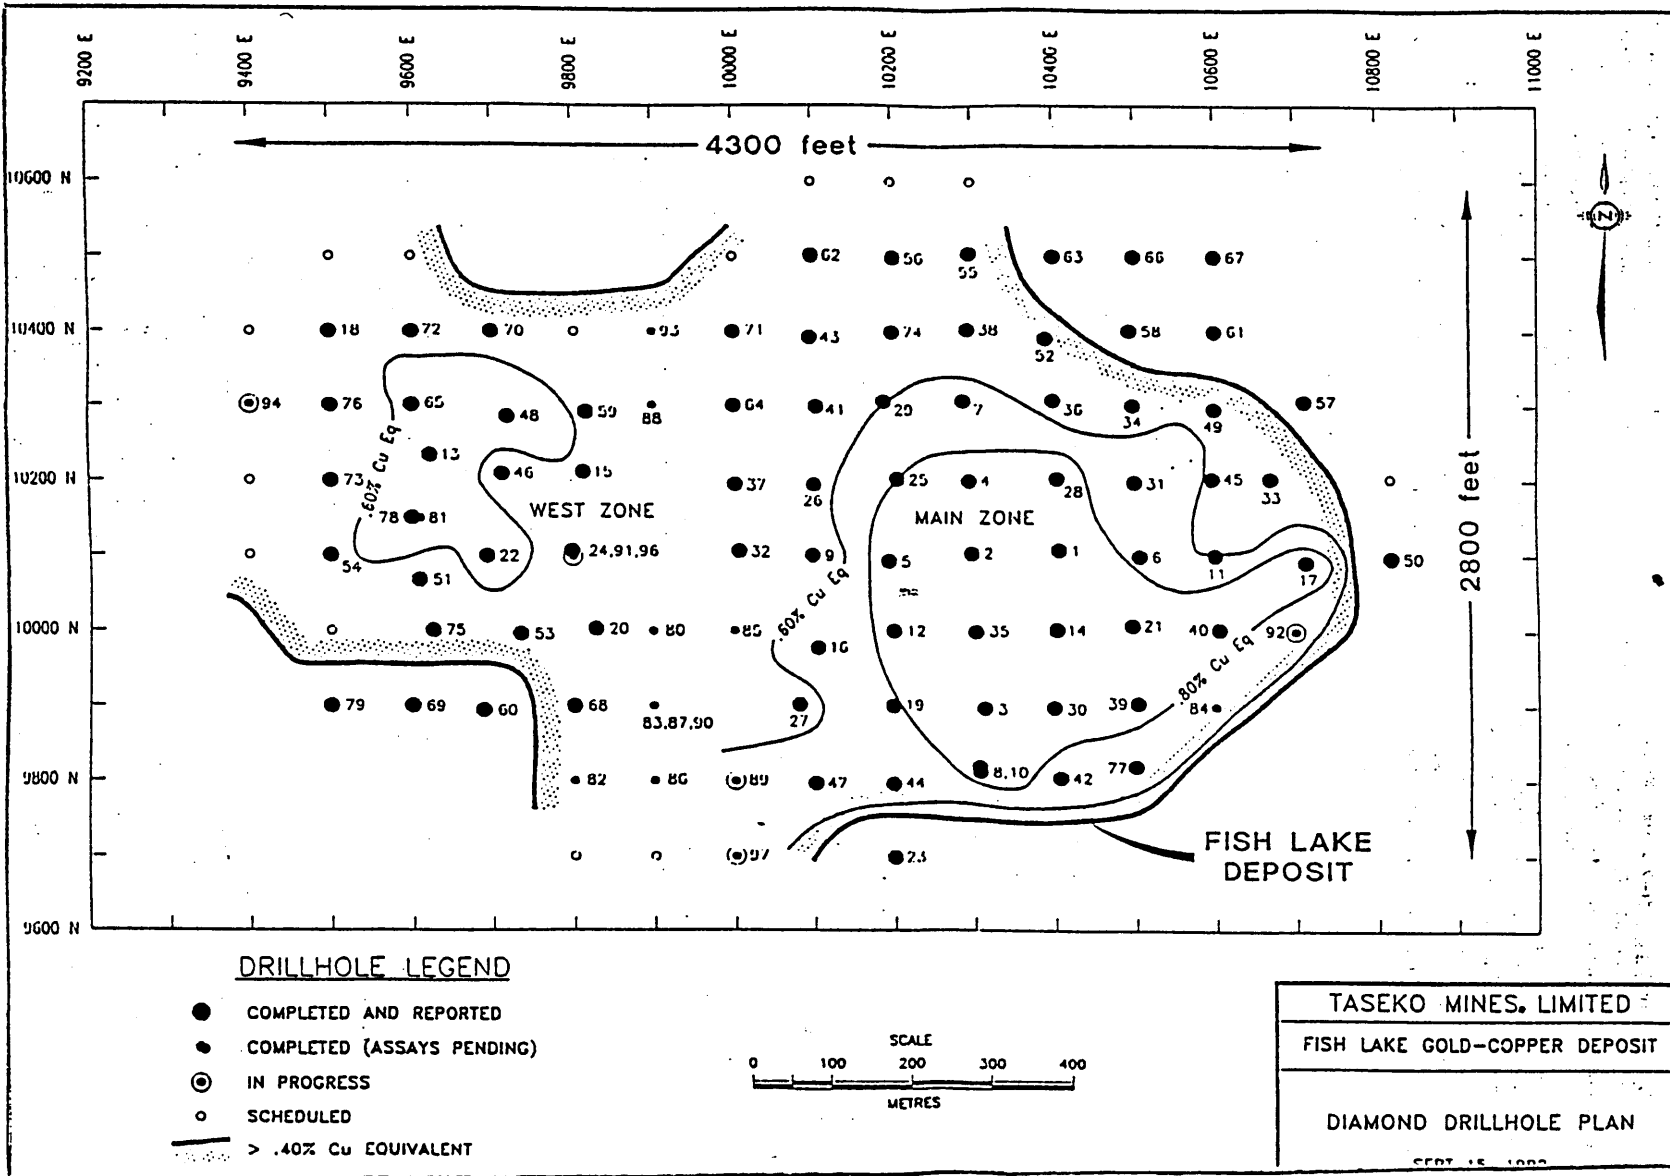 9200 E 9400 E 9600 E 9800 E 10000 E 10200 E 10400 E 10600 E 10800 E 11000 E
4300 feet
10600 N
62 56 55 63 66 67
10400 N 18 72 70 93 71 43 74 38 52 58 61
94 76 65 48 59 88 64 41 29 7 36 34 49 57
.60% Cu Eq
13
10200 N 73 46 15 37 26 25 4 28 31 45 33
78 81 WEST ZONE MAIN ZONE
54 51 22 24,91,96 32 9 5 2 1 6 11 17 50
.60% Cu Eq
10000 N 75 53 20 80 85 16 12 35 14 21 40 92
.80% Cu Eq
79 69 60 68 83,87,90 27 19 3 30 39 84
9800 N 82 86 89 47 44 8,10 42 77
97 23
2800 feet
N
FISH LAKE
DEPOSIT
9600 N
DRILLHOLE LEGEND
COMPLETED AND REPORTED
COMPLETED (ASSAYS PENDING)
IN PROGRESS
SCHEDULED
> .40% Cu EQUIVALENT
SCALE
0 100 200 300 400
METRES
TASEKO MINES LIMITED
FISH LAKE GOLD-COPPER DEPOSIT
DIAMOND DRILLHOLE PLAN